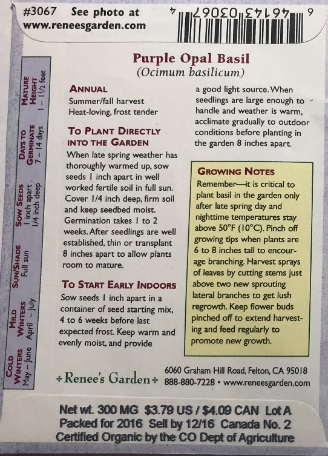 #3067 See photo at
www.reneesgarden.com
6 46143 03067 4
Purple Opal Basil
(Ocimum basilicum)
ANNUAL
Summer/fall harvest
Heat-loving, frost tender
TO PLANT DIRECTLY
INTO THE GARDEN
When late spring weather has
thoroughly warmed up, sow
seeds 1 inch apart in well
worked fertile soil in full sun.
Cover 1/4 inch deep, firm soil
and keep seedbed moist.
Germination takes 1 to 2
weeks. After seedlings are well
established, thin or transplant
8 inches apart to allow plants
room to mature.
TO START EARLY INDOORS
Sow seeds 1 inch apart in a
container of seed starting mix,
4 to 6 weeks before last
expected frost. Keep warm and
evenly moist, and provide
a good light source. When
seedlings are large enough to
handle and weather is warm,
acclimate gradually to outdoor
conditions before planting in
the garden 8 inches apart.
GROWING NOTES
Remember—it is critical to
plant basil in the garden only
after late spring day and
nighttime temperatures stay
above 50°F (10°C). Pinch off
growing tips when plants are
6 to 8 inches tall to encour-
age branching. Harvest sprays
of leaves by cutting stems just
above two new sprouting
lateral branches to get lush
regrowth. Keep flower buds
pinched off to extend harvest-
ing and feed regularly to
promote new growth.
COLD
WINTERS
May – June
MILD
WINTERS
April – July
SUN/SHADE
Full sun
SOW SEEDS
1 inch apart
1/4 inch deep
DAYS TO
GERMINATE
7 – 14 days
MATURE
HEIGHT
1 - 1½ feet
Renee's Garden
6060 Graham Hill Road, Felton, CA 95018
888-880-7228 • www.reneesgarden.com
Net wt. 300 MG $3.79 US / $4.09 CAN Lot A
Packed for 2016 Sell by 12/16 Canada No. 2
Certified Organic by the CO Dept of Agriculture